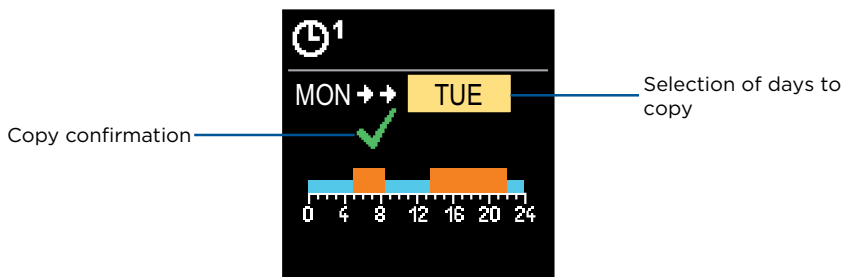 1
MON TUE
Selection of days to
copy
Copy confirmation
0 4 8 12 16 20 24